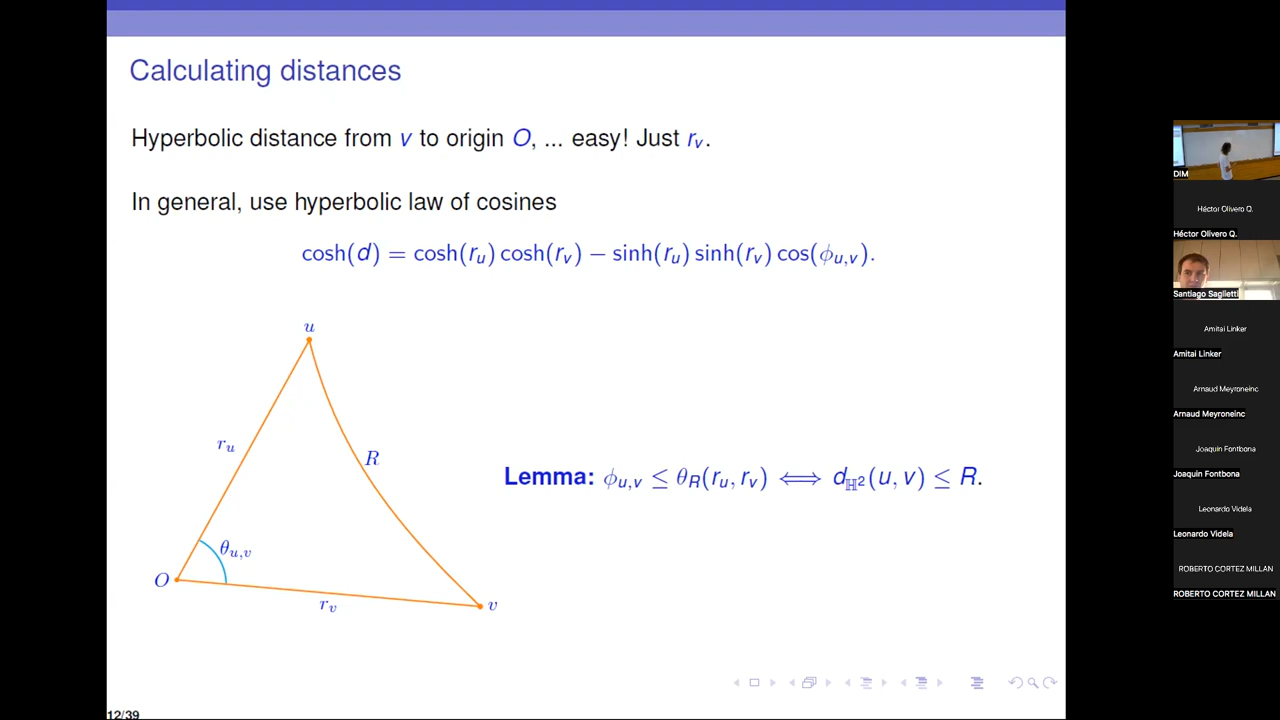 Calculating distances
Hyperbolic distance from v to origin O, ... easy! Just r_v.
In general, use hyperbolic law of cosines
cosh(d) = cosh(r_u) cosh(r_v) − sinh(r_u) sinh(r_v) cos(ϕ_{u,v}).
u
r_u
R
θ_{u,v}
O
r_v
v
Lemma: ϕ_{u,v} ≤ θ_R(r_u, r_v) ⟺ d_{ℍ²}(u, v) ≤ R.
12/39
DIM
Héctor Olivero Q.
Héctor Olivero Q.
Santiago Saglietti
Amitai Linker
Amitai Linker
Arnaud Meyroneinc
Arnaud Meyroneinc
Joaquin Fontbona
Joaquin Fontbona
Leonardo Videla
Leonardo Videla
ROBERTO CORTEZ MILLAN
ROBERTO CORTEZ MILLAN